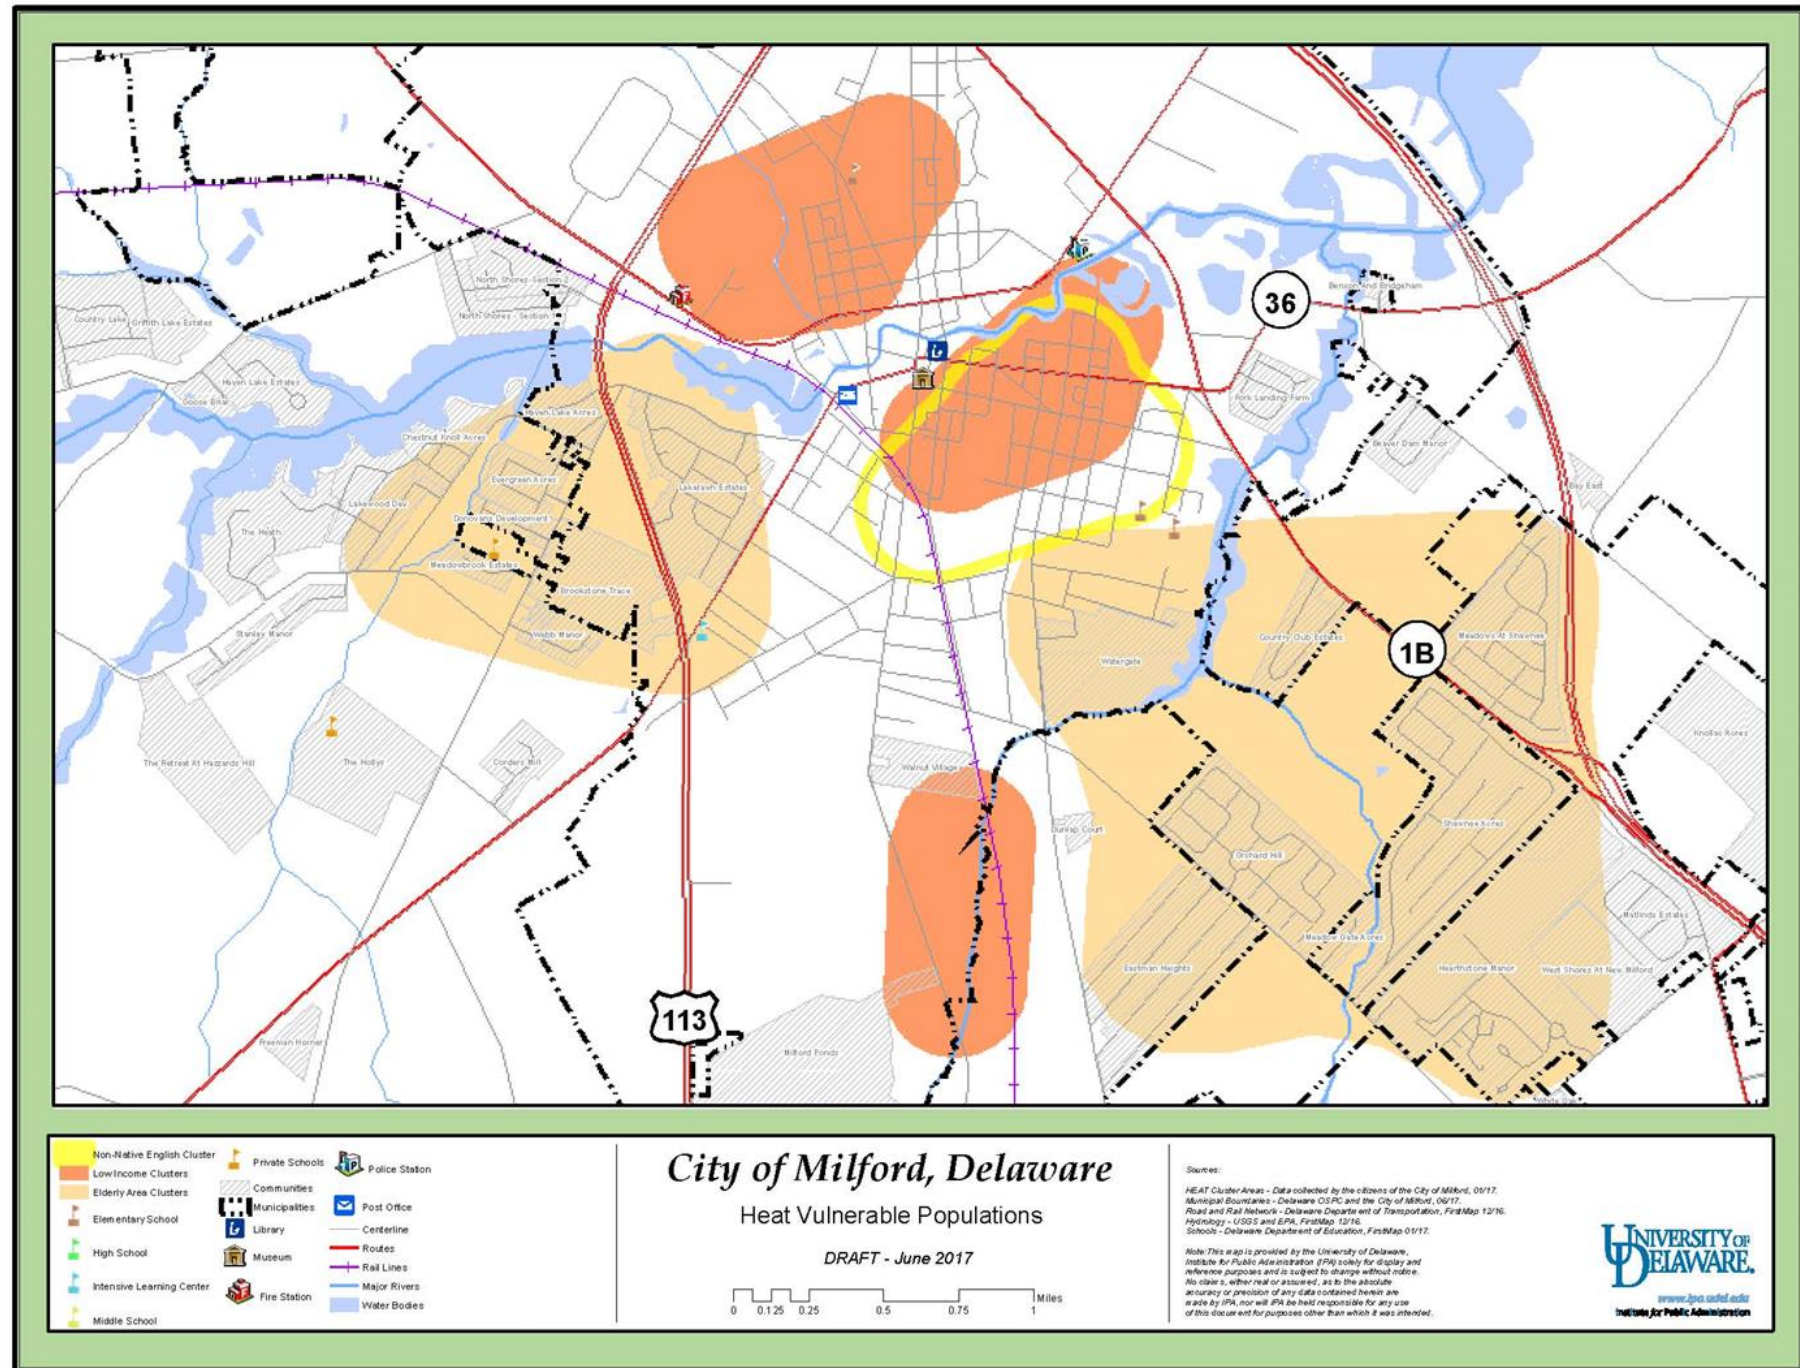 36
1B
113
North Shores-Section 2
North Shores - Section
Country Lake
Griffith Lake Estates
Benson And Bridgeham
Haven Lake Estates
Goose Briar
Haven Lake Acres
Fork Landing Farm
Chestnut Knoll Acres
Beaver Dam Manor
Evergreen Acres
Lakelawn Estates
Bay East
Lakewood Dev
Donovans Development
The Heath
Meadowbrook Estates
Brookstone Trace
Stanley Manor
Webb Manor
Country Club Estates
Meadows At Shawnee
Watergate
Knollac Acres
The Retreat At Hazzards Hill
The Hollys
Corders Mill
Walnut Village
Dunlap Court
Shawnee Acres
Orchard Hill
Matlinds Estates
Meadow Gate Acres
Eastman Heights
Hearthstone Manor
West Shores At New Milford
Freeman Horner
Milford Ponds
White Oak
Non-Native English Cluster
Low Income Clusters
Elderly Area Clusters
Elementary School
High School
Intensive Learning Center
Middle School
Private Schools
Communities
Municipalities
Library
Museum
Fire Station
Police Station
Post Office
Centerline
Routes
Rail Lines
Major Rivers
Water Bodies
City of Milford, Delaware
Heat Vulnerable Populations
DRAFT - June 2017
0 0.125 0.25 0.5 0.75 1 Miles
Sources:
HEAT Cluster Areas - Data collected by the citizens of the City of Milford, 01/17.
Municipal Boundaries - Delaware OSPC and the City of Milford, 06/17.
Road and Rail Network - Delaware Department of Transportation, FirstMap 12/16.
Hydrology - USGS and EPA, FirstMap 12/16.
Schools - Delaware Department of Education, FirstMap 01/17.
Note: This map is provided by the University of Delaware,
Institute for Public Administration (IPA) solely for display and
reference purposes and is subject to change without notice.
No claims, either real or assumed, as to the absolute
accuracy or precision of any data contained herein are
made by IPA, nor will IPA be held responsible for any use
of this document for purposes other than which it was intended.
UNIVERSITY OF
DELAWARE.
www.ipa.udel.edu
Institute for Public Administration